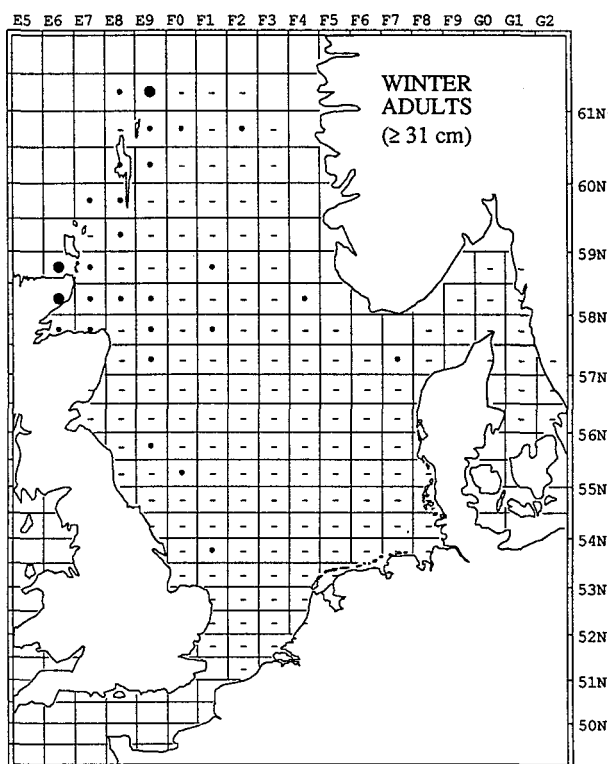 E5 E6 E7 E8 E9 F0 F1 F2 F3 F4 F5 F6 F7 F8 F9 G0 G1 G2
WINTER
ADULTS
(≥ 31 cm)
61N
60N
59N
58N
57N
56N
55N
54N
53N
52N
51N
50N